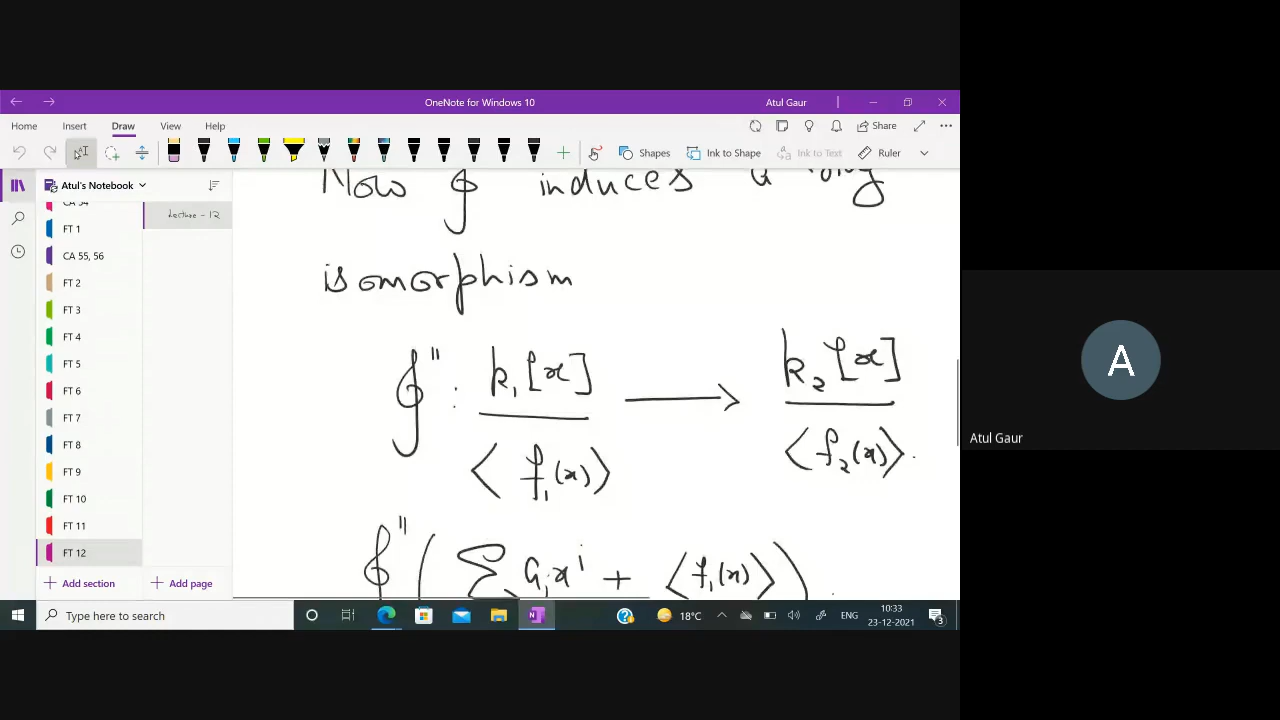 OneNote for Windows 10
Atul Gaur
Home Insert Draw View Help
Share
Shapes
Ink to Shape
Ink to Text
Ruler
Atul's Notebook
CA 54
FT 1
CA 55, 56
FT 2
FT 3
FT 4
FT 5
FT 6
FT 7
FT 8
FT 9
FT 10
FT 11
FT 12
Add section
Add page
Lecture - 12
Now ϕ induces a ring
isomorphism
ϕ'' : k₁[x] / <f₁(x)> ⟶ k₂[x] / <f₂(x)>.
ϕ'' ( Σ aᵢxⁱ + <f₁(x)> )
A
Atul Gaur
Type here to search
18°C
ENG
10:33
23-12-2021
3